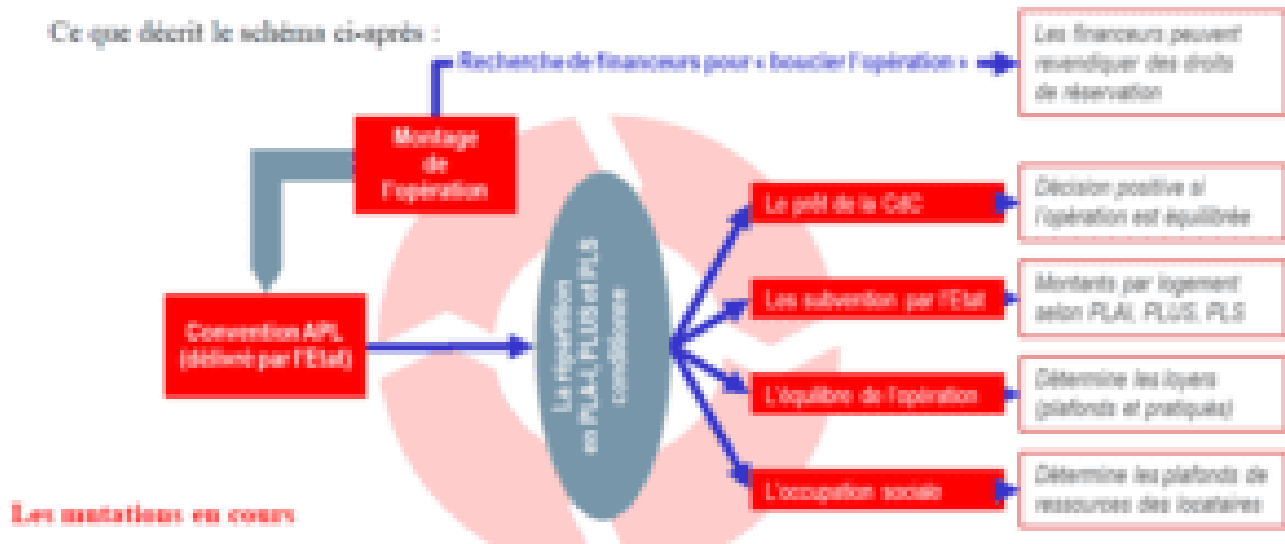 Ce que décrit le schéma ci-après :
Recherche de financeurs pour « boucler l'opération »
Les financeurs peuvent
revendiquer des droits
de réservation
Montage
de
l'opération
Le prêt de la CdC
Décision positive si
l'opération est équilibrée
Convention APL
(délivré par l'Etat)
La répartition
en PLA-I, PLUS et PLS
conditionne
Les subvention par l'Etat
Montants par logement
selon PLAI, PLUS, PLS
L'équilibre de l'opération
Détermine les loyers
(plafonds et pratiqués)
L'occupation sociale
Détermine les plafonds de
ressources des locataires
Les mutations en cours